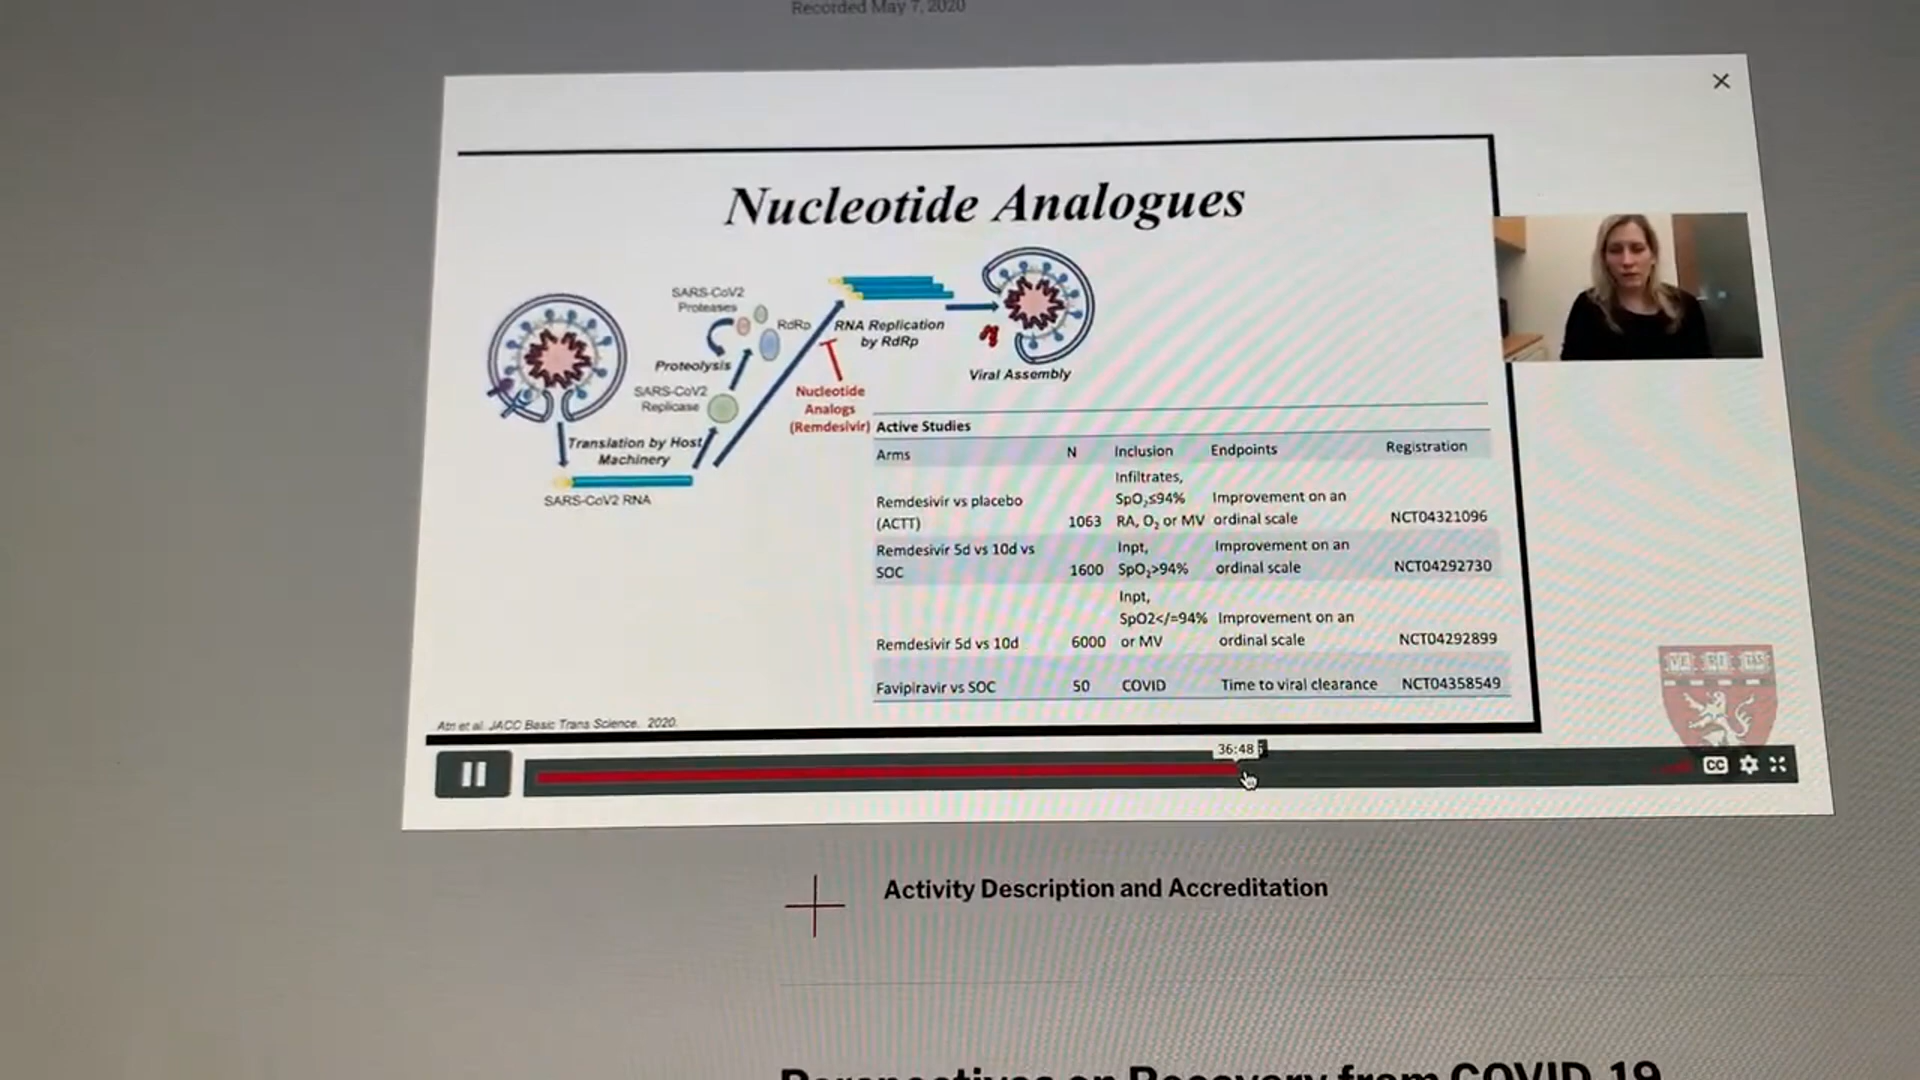 Recorded May 7, 2020
Nucleotide Analogues
SARS-CoV2
Proteases
RdRp
Proteolysis
SARS-CoV2
Replicase
Translation by Host
Machinery
SARS-CoV2 RNA
RNA Replication
by RdRp
Nucleotide
Analogs
(Remdesivir)
Viral Assembly
Active Studies
Arms N Inclusion Endpoints Registration
Remdesivir vs placebo (ACTT) 1063 Infiltrates, SpO₂≤94% RA, O₂ or MV Improvement on an ordinal scale NCT04321096
Remdesivir 5d vs 10d vs SOC 1600 Inpt, SpO₂>94% Improvement on an ordinal scale NCT04292730
Remdesivir 5d vs 10d 6000 Inpt, SpO2</=94% or MV Improvement on an ordinal scale NCT04292899
Favipiravir vs SOC 50 COVID Time to viral clearance NCT04358549
Atri et al. JACC Basic Trans Science. 2020.
VE RI TAS
36:48
CC
Activity Description and Accreditation
Perspectives on Recovery from COVID-19